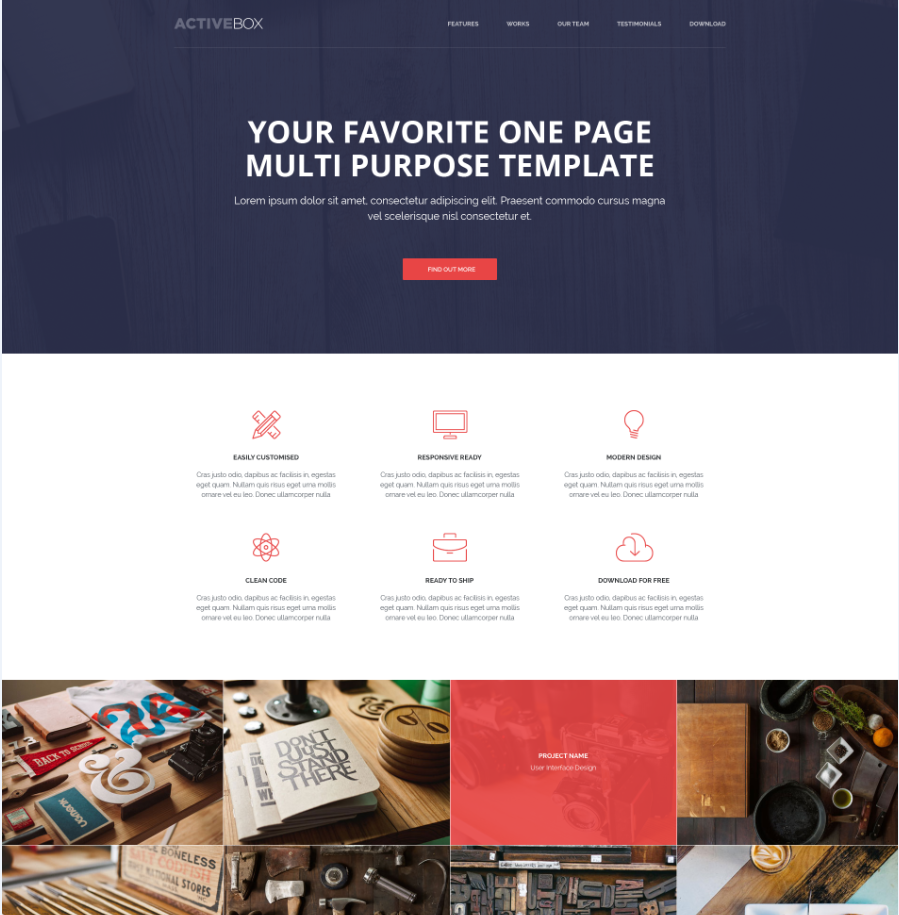 ACTIVEBOX
FEATURES WORKS OUR TEAM TESTIMONIALS DOWNLOAD
YOUR FAVORITE ONE PAGE
MULTI PURPOSE TEMPLATE
Lorem ipsum dolor sit amet, consectetur adipiscing elit. Praesent commodo cursus magna
vel scelerisque nisl consectetur et.
FIND OUT MORE
EASILY CUSTOMISED
Cras justo odio, dapibus ac facilisis in, egestas
eget quam. Nullam quis risus eget urna mollis
ornare vel eu leo. Donec ullamcorper nulla
RESPONSIVE READY
Cras justo odio, dapibus ac facilisis in, egestas
eget quam. Nullam quis risus eget urna mollis
ornare vel eu leo. Donec ullamcorper nulla
MODERN DESIGN
Cras justo odio, dapibus ac facilisis in, egestas
eget quam. Nullam quis risus eget urna mollis
ornare vel eu leo. Donec ullamcorper nulla
CLEAN CODE
Cras justo odio, dapibus ac facilisis in, egestas
eget quam. Nullam quis risus eget urna mollis
ornare vel eu leo. Donec ullamcorper nulla
READY TO SHIP
Cras justo odio, dapibus ac facilisis in, egestas
eget quam. Nullam quis risus eget urna mollis
ornare vel eu leo. Donec ullamcorper nulla
DOWNLOAD FOR FREE
Cras justo odio, dapibus ac facilisis in, egestas
eget quam. Nullam quis risus eget urna mollis
ornare vel eu leo. Donec ullamcorper nulla
BACK TO SCHOOL
&
DON'T
JUST
STAND
THERE
PROJECT NAME
User Interface Design
BONELESS
SALT CODFISH
NATIONAL STORES